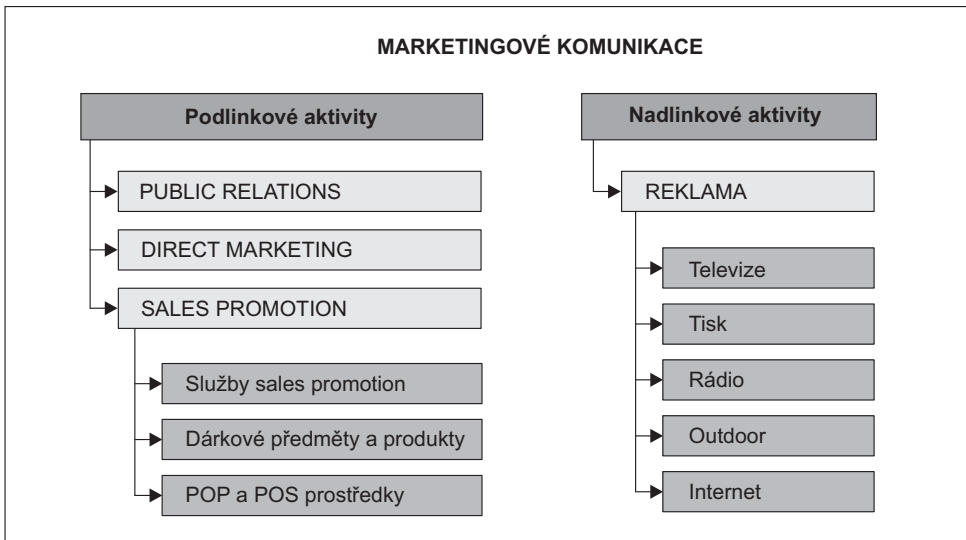 MARKETINGOVÉ KOMUNIKACE
Podlinkové aktivity
PUBLIC RELATIONS
DIRECT MARKETING
SALES PROMOTION
Služby sales promotion
Dárkové předměty a produkty
POP a POS prostředky
Nadlinkové aktivity
REKLAMA
Televize
Tisk
Rádio
Outdoor
Internet